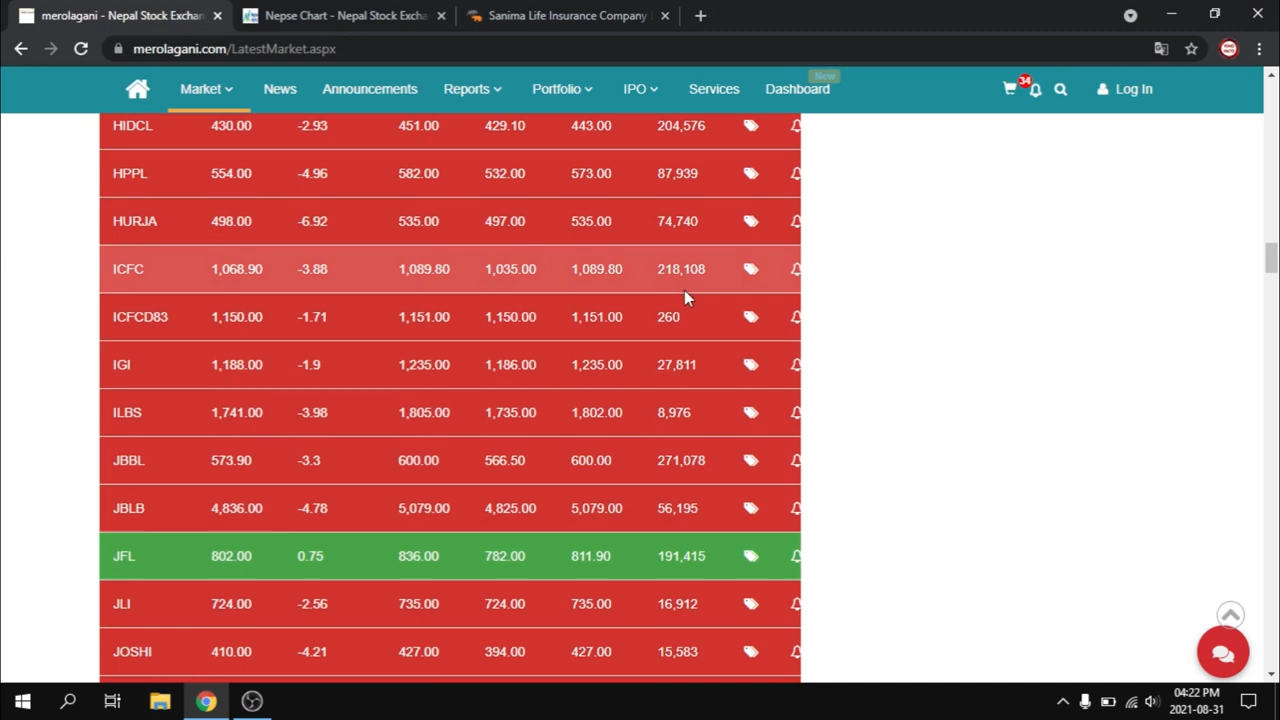 merolagani - Nepal Stock Exchan
Nepse Chart - Nepal Stock Excha
Sanima Life Insurance Company
merolagani.com/LatestMarket.aspx
New
34
Market News Announcements Reports Portfolio IPO Services Dashboard Log In
HIDCL 430.00 -2.93 451.00 429.10 443.00 204,576
HPPL 554.00 -4.96 582.00 532.00 573.00 87,939
HURJA 498.00 -6.92 535.00 497.00 535.00 74,740
ICFC 1,068.90 -3.88 1,089.80 1,035.00 1,089.80 218,108
ICFCD83 1,150.00 -1.71 1,151.00 1,150.00 1,151.00 260
IGI 1,188.00 -1.9 1,235.00 1,186.00 1,235.00 27,811
ILBS 1,741.00 -3.98 1,805.00 1,735.00 1,802.00 8,976
JBBL 573.90 -3.3 600.00 566.50 600.00 271,078
JBLB 4,836.00 -4.78 5,079.00 4,825.00 5,079.00 56,195
JFL 802.00 0.75 836.00 782.00 811.90 191,415
JLI 724.00 -2.56 735.00 724.00 735.00 16,912
JOSHI 410.00 -4.21 427.00 394.00 427.00 15,583
04:22 PM
2021-08-31